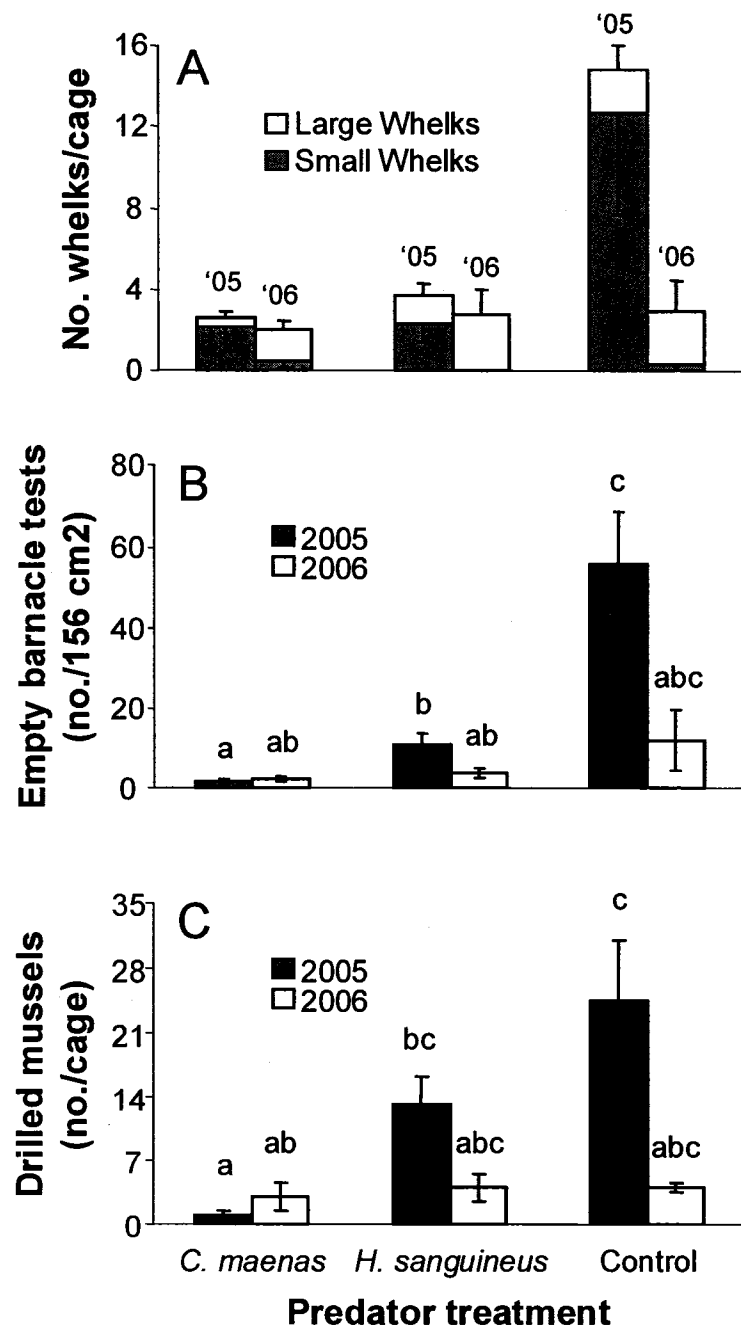 A
No. whelks/cage
16
12
8
4
0
Large Whelks
Small Whelks
‘05
‘06
‘05
‘06
‘05
‘06
B
Empty barnacle tests
(no./156 cm2)
80
60
40
20
0
2005
2006
a
ab
b
ab
c
abc
C
Drilled mussels
(no./cage)
35
28
21
14
7
0
2005
2006
a
ab
bc
abc
c
abc
C. maenas H. sanguineus Control
Predator treatment